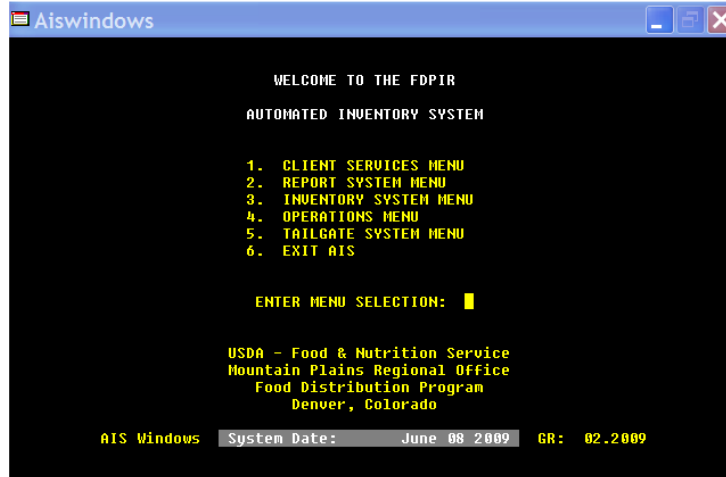 Aiswindows
WELCOME TO THE FDPIR
AUTOMATED INVENTORY SYSTEM
1. CLIENT SERVICES MENU
2. REPORT SYSTEM MENU
3. INVENTORY SYSTEM MENU
4. OPERATIONS MENU
5. TAILGATE SYSTEM MENU
6. EXIT AIS
ENTER MENU SELECTION:
USDA - Food & Nutrition Service
Mountain Plains Regional Office
Food Distribution Program
Denver, Colorado
AIS Windows System Date: June 08 2009 GR: 02.2009